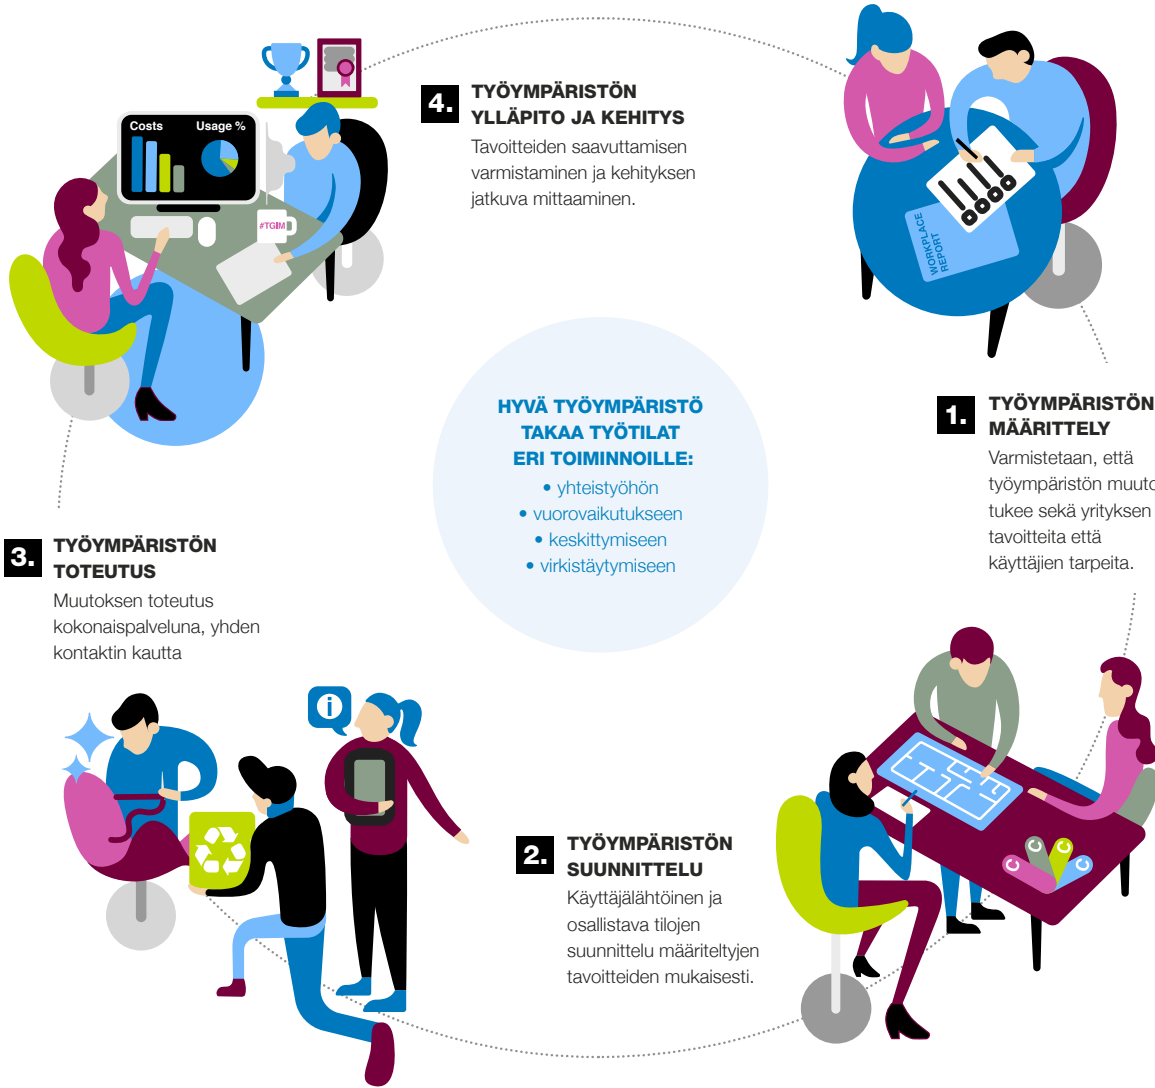 4.
TYÖYMPÄRISTÖN
YLLÄPITO JA KEHITYS
Tavoitteiden saavuttamisen
varmistaminen ja kehityksen
jatkuva mittaaminen.
Costs Usage %
#TGIM
WORKPLACE
REPORT
HYVÄ TYÖYMPÄRISTÖ
TAKAA TYÖTILAT
ERI TOIMINNOILLE:
• yhteistyöhön
• vuorovaikutukseen
• keskittymiseen
• virkistäytymiseen
1.
TYÖYMPÄRISTÖN
MÄÄRITTELY
Varmistetaan, että
työympäristön muuto
tukee sekä yrityksen
tavoitteita että
käyttäjien tarpeita.
3.
TYÖYMPÄRISTÖN
TOTEUTUS
Muutoksen toteutus
kokonaispalveluna, yhden
kontaktin kautta
i
2.
TYÖYMPÄRISTÖN
SUUNNITTELU
Käyttäjälähtöinen ja
osallistava tilojen
suunnittelu määriteltyjen
tavoitteiden mukaisesti.
C
C
C
C